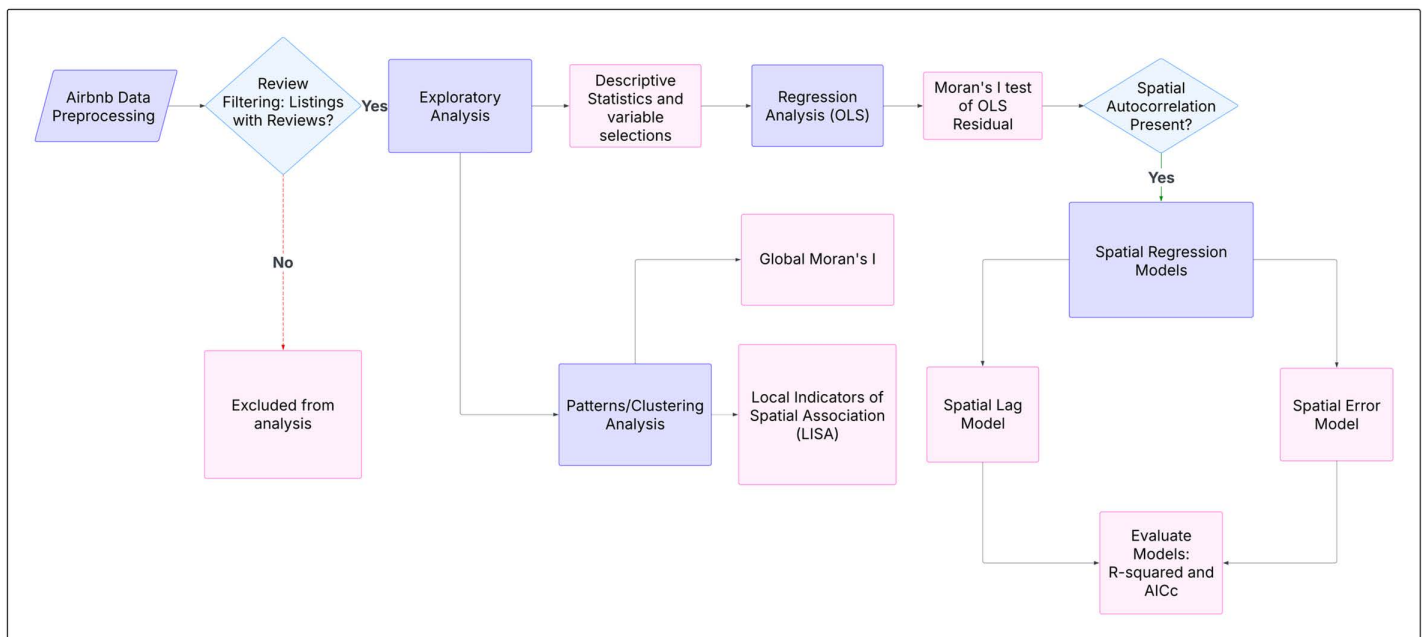 Airbnb Data
Preprocessing
Review
Filtering: Listings
with Reviews?
Yes
Exploratory
Analysis
Descriptive
Statistics and
variable
selections
Regression
Analysis (OLS)
Moran's I test
of OLS
Residual
Spatial
Autocorrelation
Present?
Yes
No
Excluded from
analysis
Global Moran's I
Patterns/Clustering
Analysis
Local Indicators of
Spatial Association
(LISA)
Spatial Regression
Models
Spatial Lag
Model
Spatial Error
Model
Evaluate
Models:
R-squared and
AICc